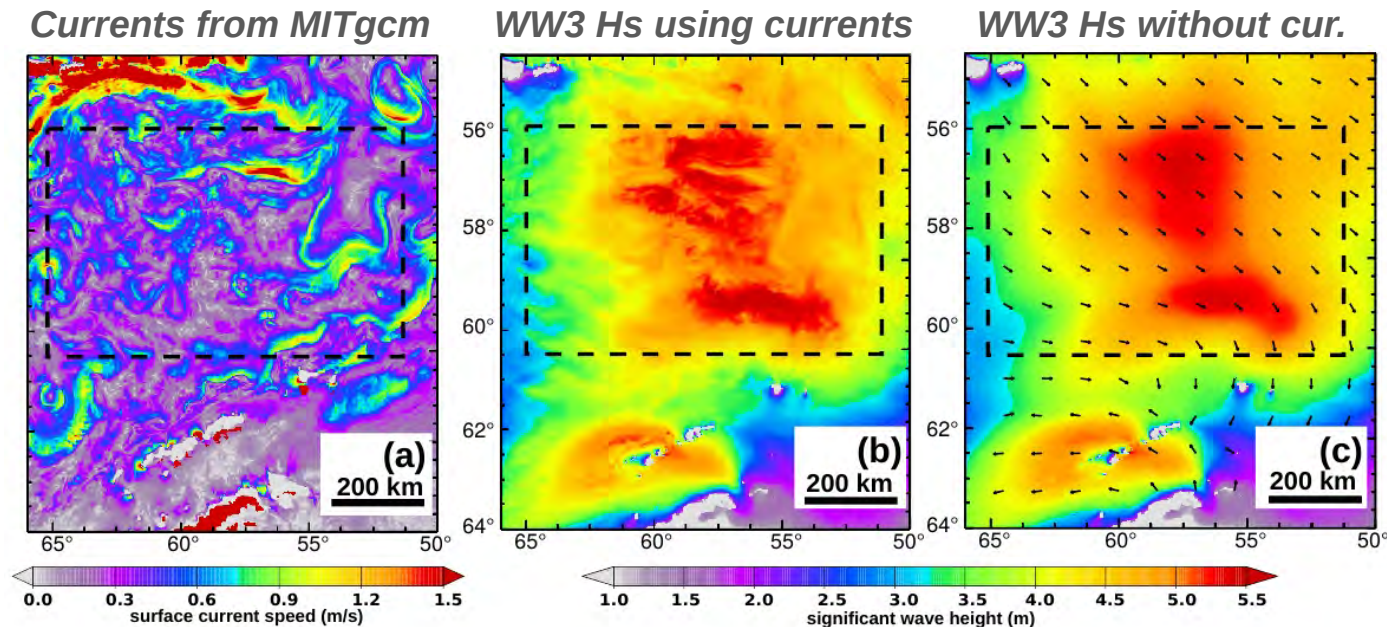 Currents from MITgcm WW3 Hs using currents WW3 Hs without cur.
56° 56°
58° 58°
60° 60°
62° 62°
64° 64°
(a) (b) (c)
200 km 200 km 200 km
65° 60° 55° 50° 65° 60° 55° 50° 65° 60° 55° 50°
0.0 0.3 0.6 0.9 1.2 1.5 1.0 1.5 2.0 2.5 3.0 3.5 4.0 4.5 5.0 5.5
surface current speed (m/s) significant wave height (m)